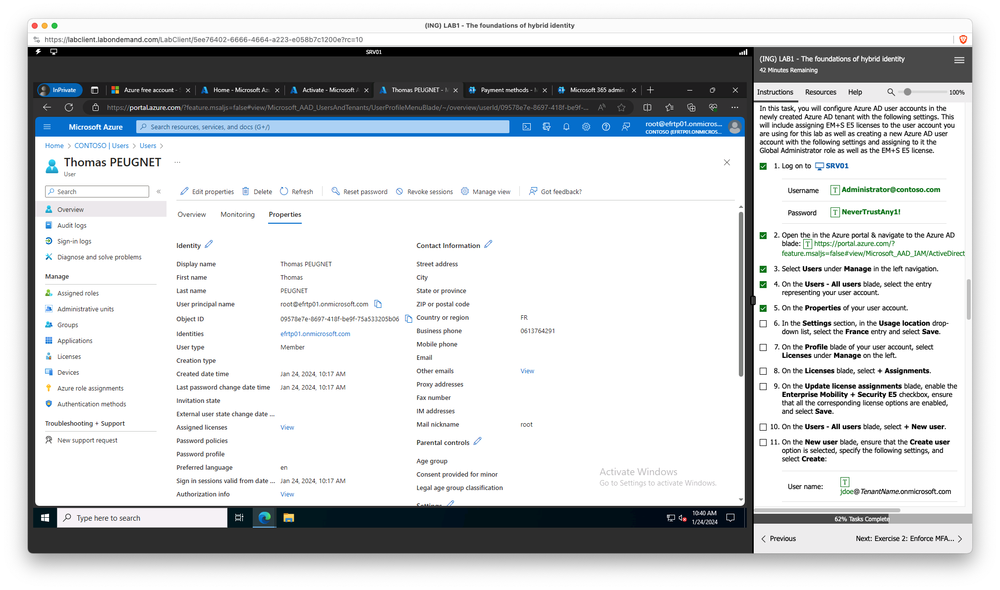 (ING) LAB1 - The foundations of hybrid identity
https://labclient.labondemand.com/LabClient/5ee76402-6666-4664-a223-e058b7c1200e?rc=10
SRV01
InPrivate
Azure free account -
Home - Microsoft Az
Activate - Microsoft A
Thomas PEUGNET - M
Payment methods - M
Microsoft 365 admin
https://portal.azure.com/?feature.msaljs=false#view/Microsoft_AAD_UsersAndTenants/UserProfileMenuBlade/~/overview/userId/09578e7e-8697-418f-be9f-...
Microsoft Azure
Search resources, services, and docs (G+/)
root@efrtp01.onmicros...
CONTOSO (EFRTP01.ONMICROS...
Home > CONTOSO | Users > Users >
Thomas PEUGNET ...
User
Search
«
Overview
Audit logs
Sign-in logs
Diagnose and solve problems
Manage
Assigned roles
Administrative units
Groups
Applications
Licenses
Devices
Azure role assignments
Authentication methods
Troubleshooting + Support
New support request
Edit properties
Delete
Refresh
Reset password
Revoke sessions
Manage view
Got feedback?
Overview
Monitoring
Properties
Identity
Display name Thomas PEUGNET
First name Thomas
Last name PEUGNET
User principal name root@efrtp01.onmicrosoft.com
Object ID 09578e7e-8697-418f-be9f-75a533205b06
Identities efrtp01.onmicrosoft.com
User type Member
Creation type
Created date time Jan 24, 2024, 10:17 AM
Last password change date time Jan 24, 2024, 10:17 AM
Invitation state
External user state change date ...
Assigned licenses View
Password policies
Password profile
Preferred language en
Sign in sessions valid from date ... Jan 24, 2024, 10:17 AM
Authorization info View
Contact Information
Street address
City
State or province
ZIP or postal code
Country or region FR
Business phone 0613764291
Mobile phone
Email
Other emails View
Proxy addresses
Fax number
IM addresses
Mail nickname root
Parental controls
Age group
Consent provided for minor
Legal age group classification
Settings
Activate Windows
Go to Settings to activate Windows.
Type here to search
10:40 AM
1/24/2024
(ING) LAB1 - The foundations of hybrid identity
42 Minutes Remaining
Instructions
Resources
Help
100%
In this task, you will configure Azure AD user accounts in the
newly created Azure AD tenant with the following settings. This
will include assigning EM+S E5 licenses to the user account you
are using for this lab as well as creating a new Azure AD user
account with the following settings and assigning to it the
Global Administrator role as well as the EM+S E5 license.
1. Log on to SRV01
Username T Administrator@contoso.com
Password T NeverTrustAny1!
2. Open the in the Azure portal & navigate to the Azure AD
blade: T https://portal.azure.com/?
feature.msaljs=false#view/Microsoft_AAD_IAM/ActiveDirect
3. Select Users under Manage in the left navigation.
4. On the Users - All users blade, select the entry
representing your user account.
5. On the Properties of your user account.
6. In the Settings section, in the Usage location drop-
down list, select the France entry and select Save.
7. On the Profile blade of your user account, select
Licenses under Manage on the left.
8. On the Licenses blade, select + Assignments.
9. On the Update license assignments blade, enable the
Enterprise Mobility + Security E5 checkbox, ensure
that all the corresponding license options are enabled,
and select Save.
10. On the Users - All users blade, select + New user.
11. On the New user blade, ensure that the Create user
option is selected, specify the following settings, and
select Create:
User name: T
jdoe@TenantName.onmicrosoft.com
62% Tasks Complete
Previous
Next: Exercise 2: Enforce MFA...